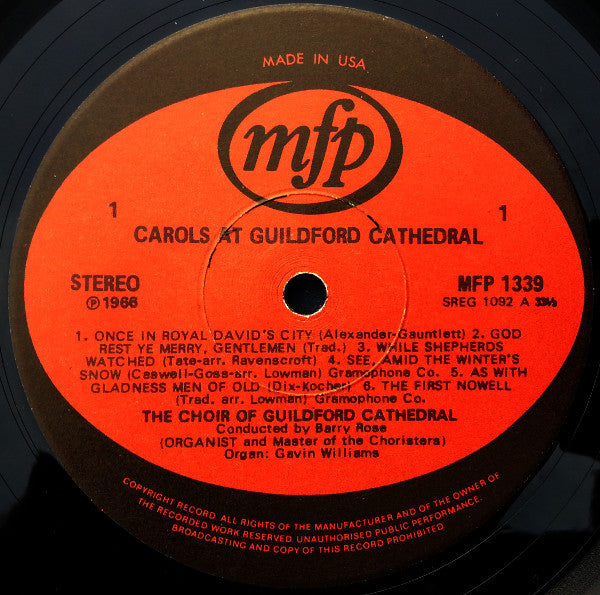 MADE IN USA
mfp
1 1
CAROLS AT GUILDFORD CATHEDRAL
STEREO MFP 1339
Ⓟ 1966 SREG 1092 A 33⅓
1. ONCE IN ROYAL DAVID'S CITY (Alexander-Gauntlett) 2. GOD
REST YE MERRY, GENTLEMEN (Trad.) 3. WHILE SHEPHERDS
WATCHED (Tate-arr. Ravenscroft) 4. SEE, AMID THE WINTER'S
SNOW (Caswell-Goss-arr. Lowman) Gramophone Co. 5. AS WITH
GLADNESS MEN OF OLD (Dix-Kocher) 6. THE FIRST NOWELL
(Trad. arr. Lowman) Gramophone Co.
THE CHOIR OF GUILDFORD CATHEDRAL
Conducted by Barry Rose
(ORGANIST and Master of the Choristers)
Organ: Gavin Williams
COPYRIGHT RECORD ALL RIGHTS OF THE MANUFACTURER AND OF THE OWNER OF
THE RECORDED WORK RESERVED UNAUTHORISED PUBLIC PERFORMANCE,
BROADCASTING AND COPY OF THIS RECORD PROHIBITED